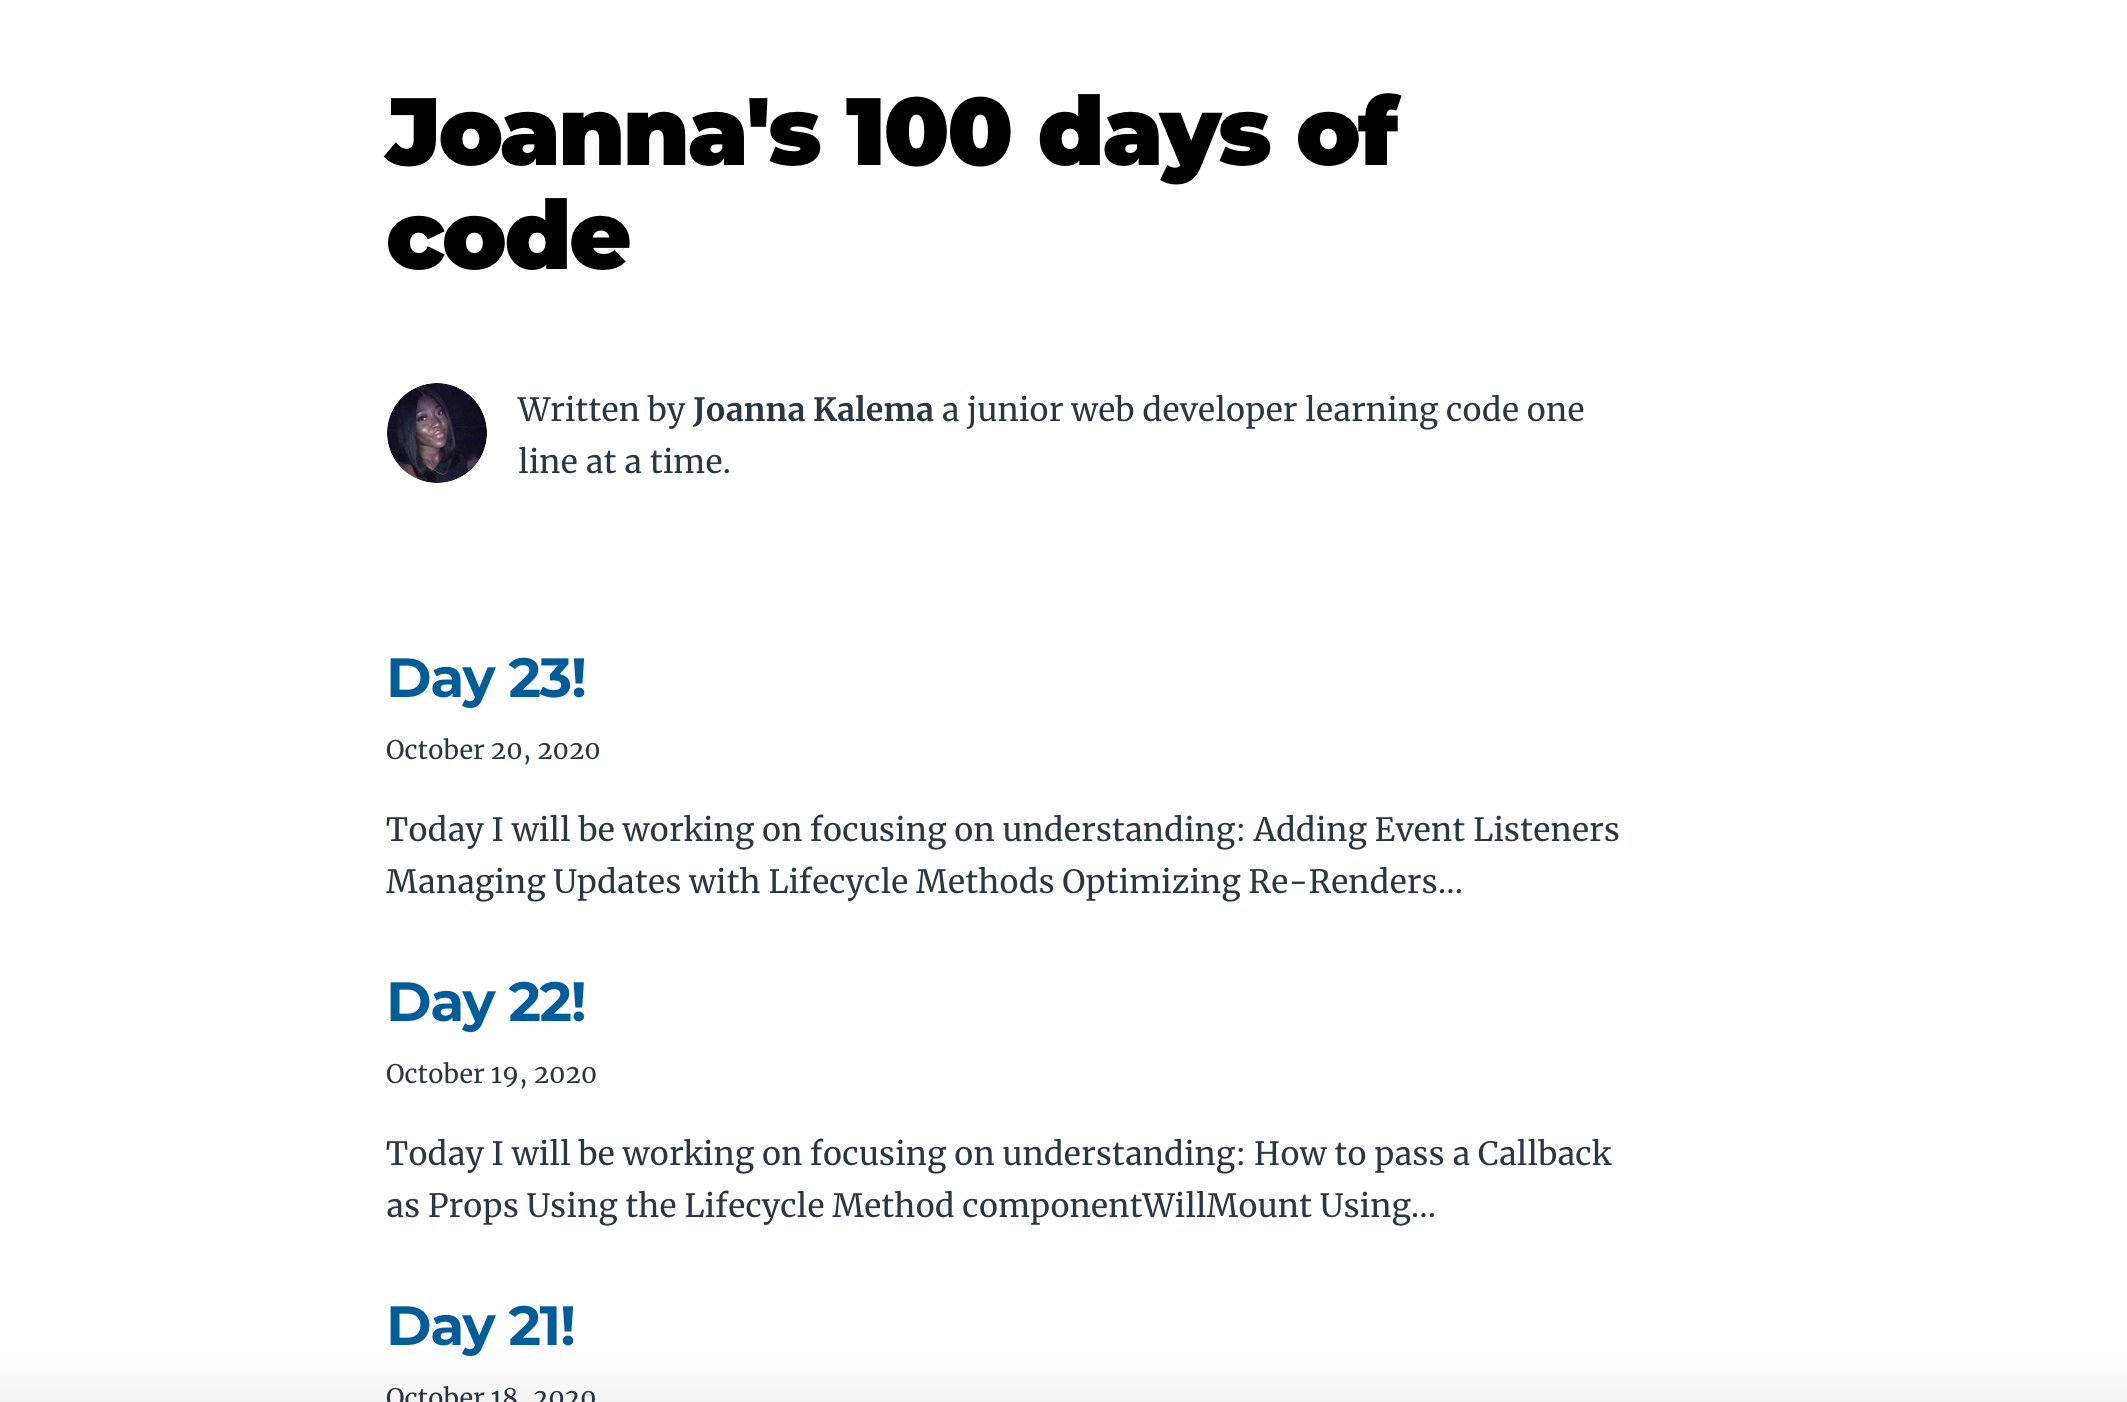 Joanna's 100 days of
code
Written by Joanna Kalema a junior web developer learning code one
line at a time.
Day 23!
October 20, 2020
Today I will be working on focusing on understanding: Adding Event Listeners
Managing Updates with Lifecycle Methods Optimizing Re-Renders...
Day 22!
October 19, 2020
Today I will be working on focusing on understanding: How to pass a Callback
as Props Using the Lifecycle Method componentWillMount Using...
Day 21!
October 18, 2020